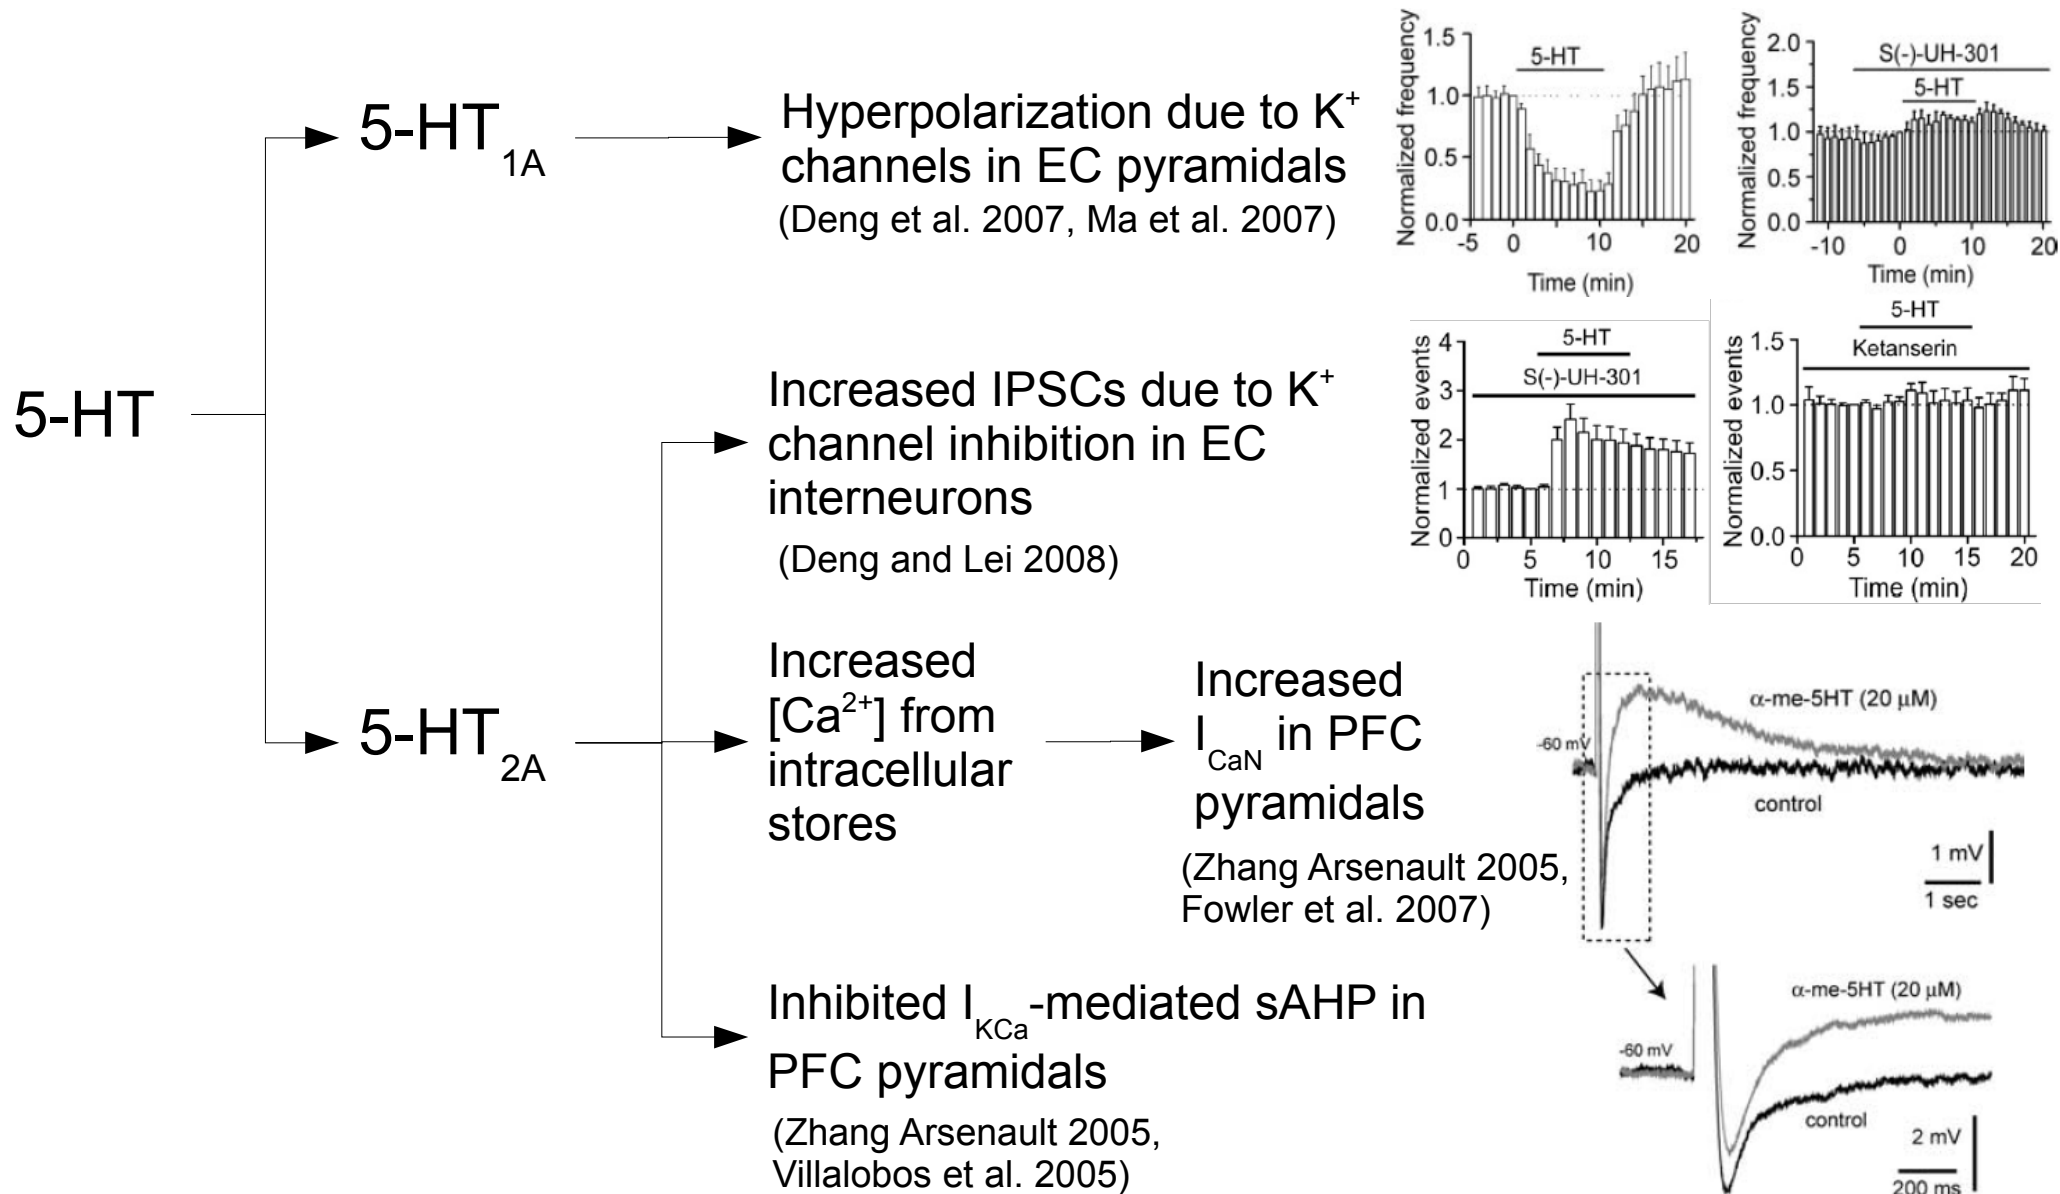 5-HT
5-HT1A
Hyperpolarization due to K+
channels in EC pyramidals
(Deng et al. 2007, Ma et al. 2007)
Normalized frequency
1.5
1.0
0.5
0.0
5-HT
-5 0 10 20
Time (min)
Normalized frequency
2.0
1.5
1.0
0.5
0.0
S(-)-UH-301
5-HT
-10 0 10 20
Time (min)
5-HT2A
Increased IPSCs due to K+
channel inhibition in EC
interneurons
(Deng and Lei 2008)
Normalized events
4
3
2
1
0
5-HT
S(-)-UH-301
0 5 10 15
Time (min)
Normalized events
1.5
1.0
0.5
0.0
5-HT
Ketanserin
0 5 10 15 20
Time (min)
Increased
[Ca2+] from
intracellular
stores
Increased
ICaN in PFC
pyramidals
(Zhang Arsenault 2005,
Fowler et al. 2007)
α-me-5HT (20 μM)
-60 mV
control
1 mV
1 sec
Inhibited IKCa-mediated sAHP in
PFC pyramidals
(Zhang Arsenault 2005,
Villalobos et al. 2005)
α-me-5HT (20 μM)
-60 mV
control
2 mV
200 ms